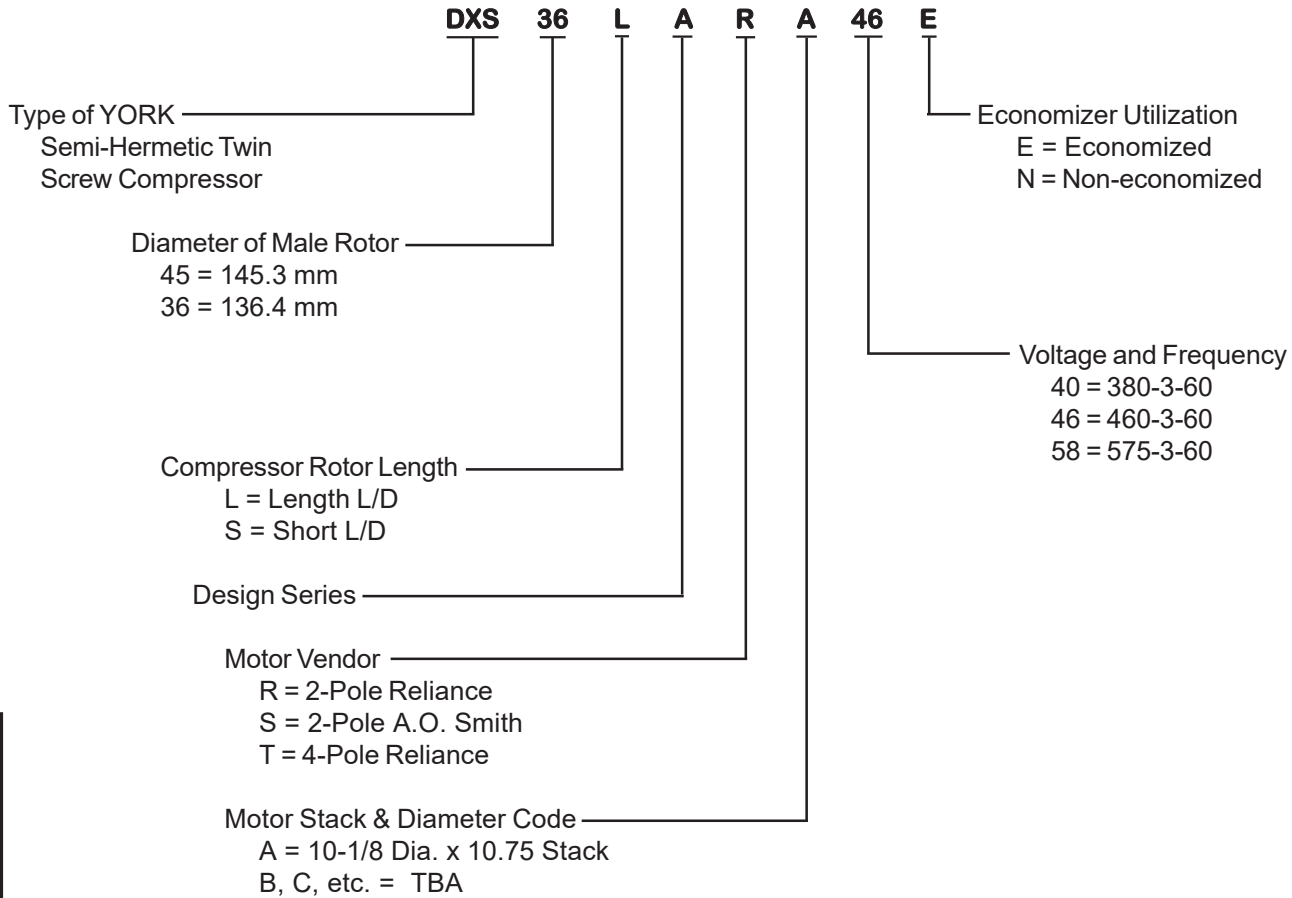 DXS 36 L A R A 46 E
Type of YORK
Semi-Hermetic Twin
Screw Compressor
Economizer Utilization
E = Economized
N = Non-economized
Diameter of Male Rotor
45 = 145.3 mm
36 = 136.4 mm
Voltage and Frequency
40 = 380-3-60
46 = 460-3-60
58 = 575-3-60
Compressor Rotor Length
L = Length L/D
S = Short L/D
Design Series
Motor Vendor
R = 2-Pole Reliance
S = 2-Pole A.O. Smith
T = 4-Pole Reliance
Motor Stack & Diameter Code
A = 10-1/8 Dia. x 10.75 Stack
B, C, etc. = TBA